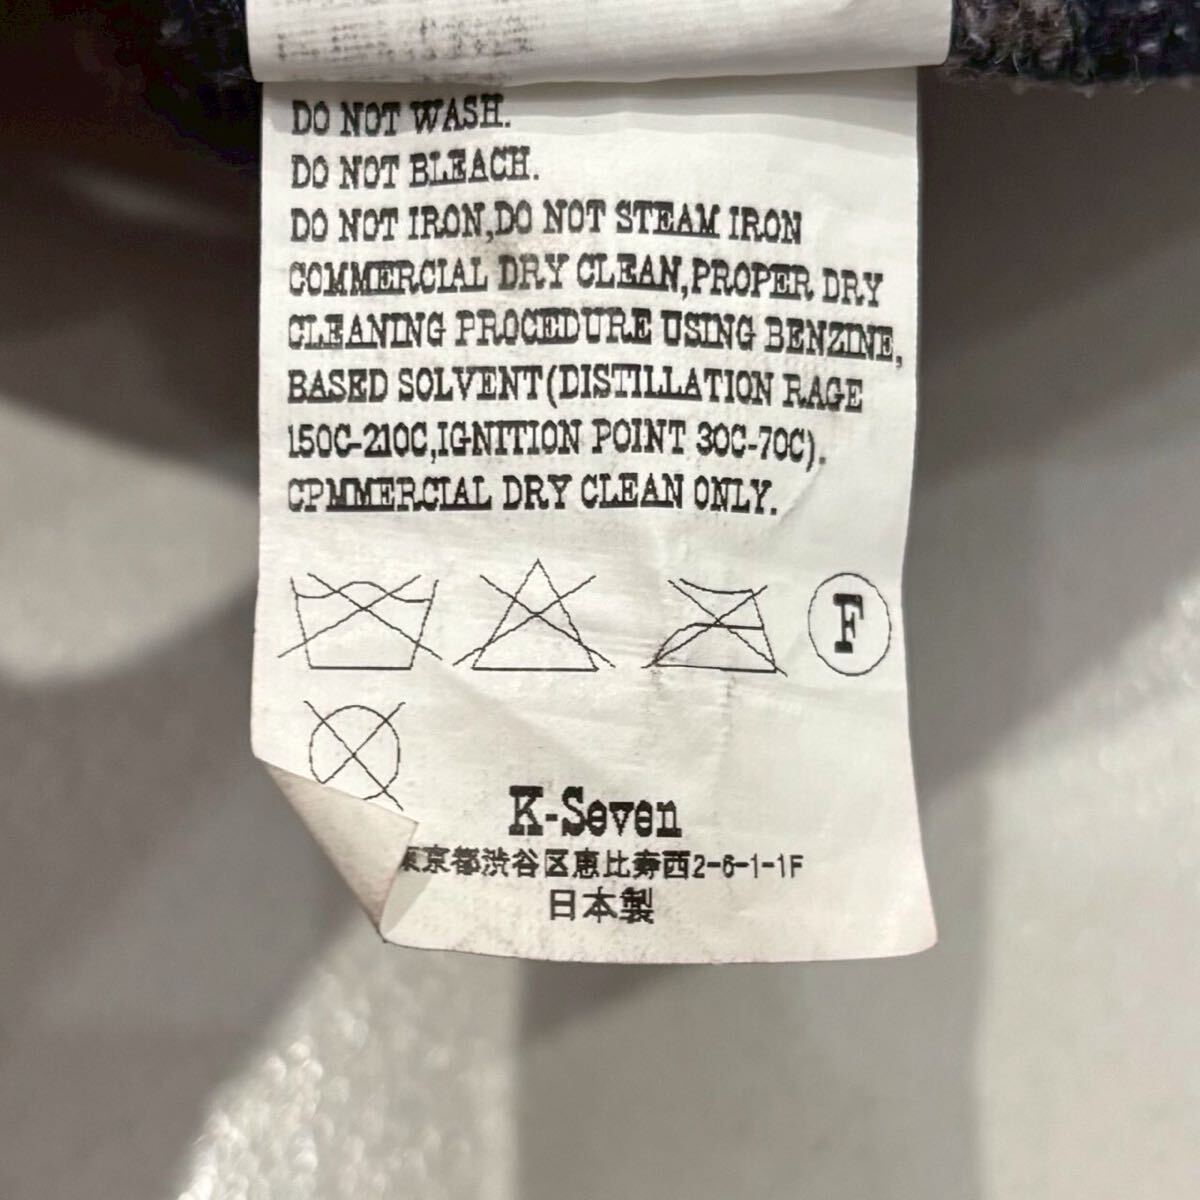 DO NOT WASH.
DO NOT BLEACH.
DO NOT IRON,DO NOT STEAM IRON
COMMERCIAL DRY CLEAN,PROPER DRY
CLEANING PROCEDURE USING BENZINE,
BASED SOLVENT(DISTILLATION RAGE
150C-210C,IGNITION POINT 30C-70C).
CPMMERCIAL DRY CLEAN ONLY.
F
K-Seven
東京都渋谷区恵比寿西2-6-1-1F
日本製